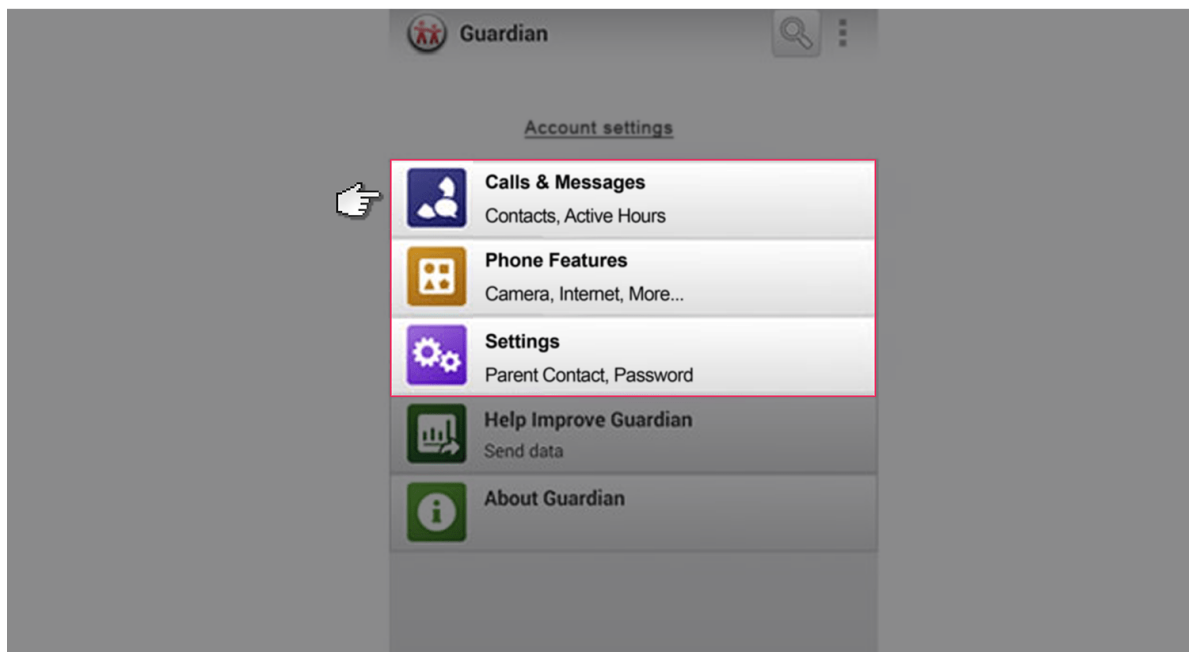 Guardian
Account settings
Calls & Messages
Contacts, Active Hours
Phone Features
Camera, Internet, More...
Settings
Parent Contact, Password
Help Improve Guardian
Send data
About Guardian